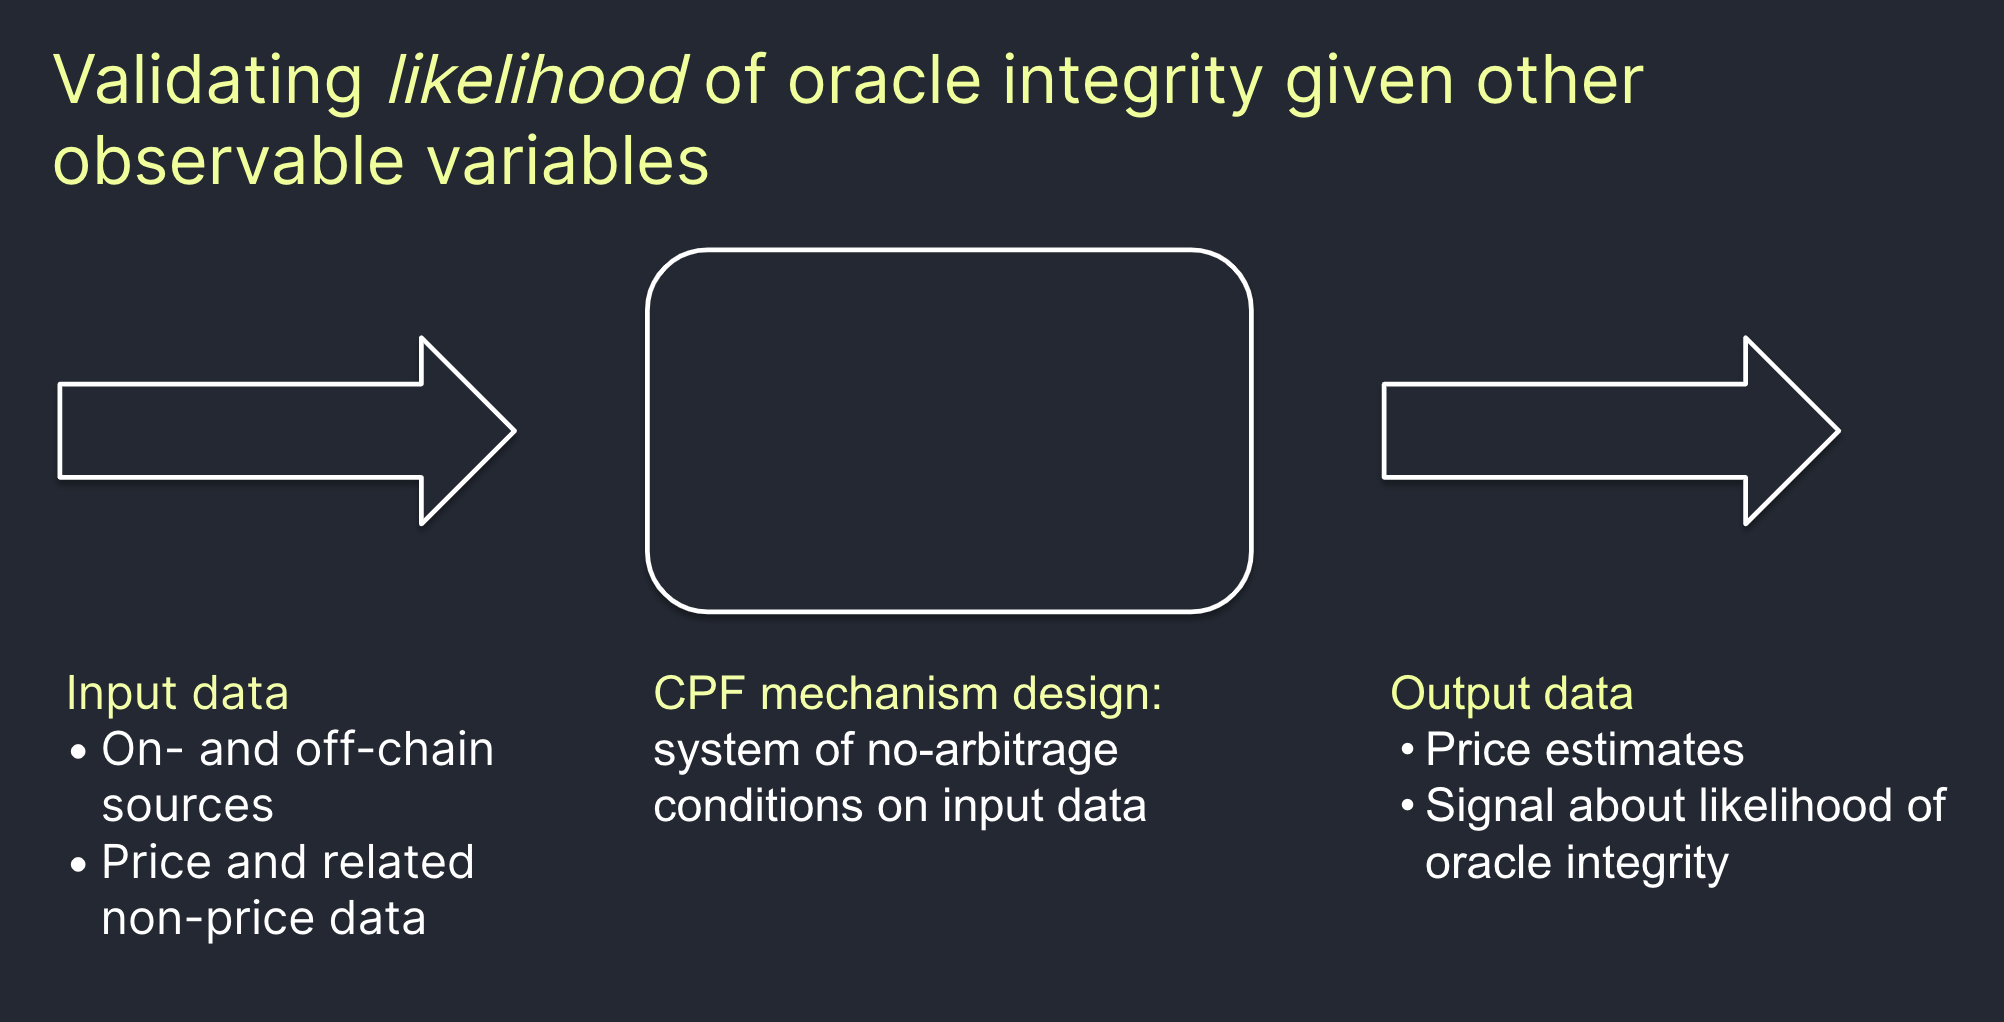 Validating likelihood of oracle integrity given other
observable variables
Input data
• On- and off-chain
sources
• Price and related
non-price data
CPF mechanism design:
system of no-arbitrage
conditions on input data
Output data
• Price estimates
• Signal about likelihood of
oracle integrity